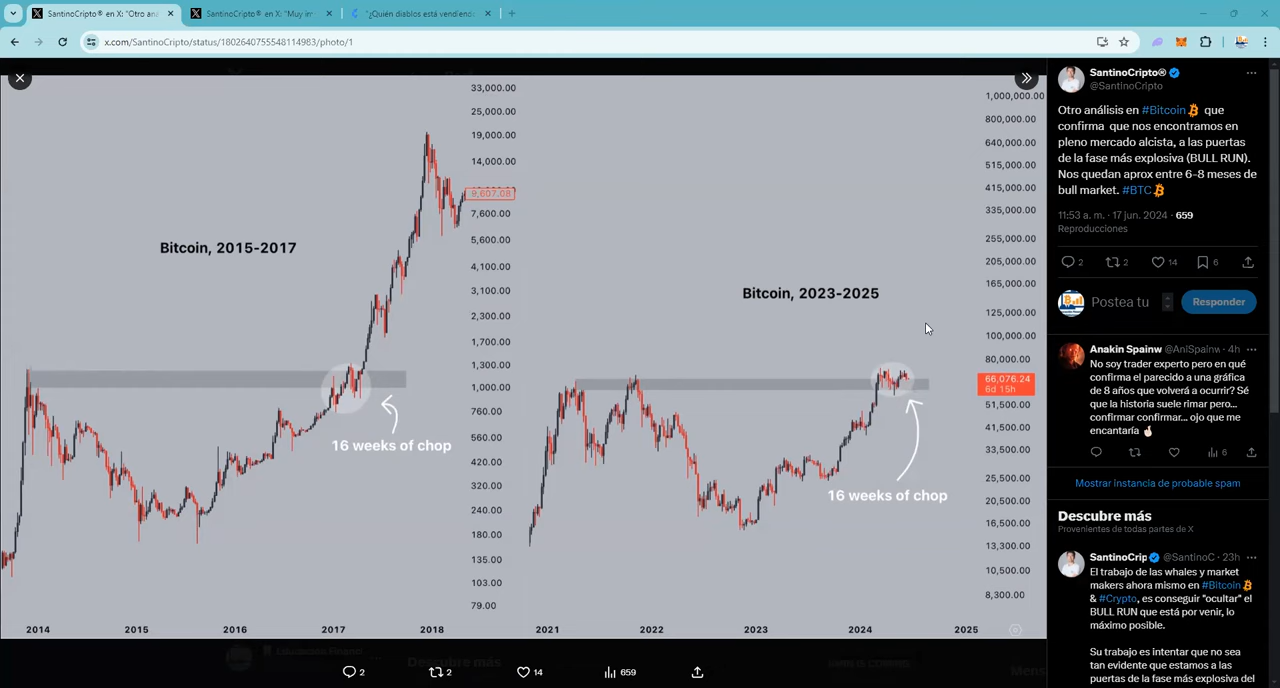 SantinoCripto® en X: "Otro aná
SantinoCripto® en X: "Muy im
"¿Quién diablos está vendiend
x.com/SantinoCripto/status/1802640755548114983/photo/1
33,000.00
25,000.00
19,000.00
14,000.00
9,607.08
7,600.00
5,600.00
4,100.00
3,100.00
2,300.00
1,700.00
1,300.00
1,000.00
760.00
560.00
420.00
320.00
240.00
180.00
135.00
103.00
79.00
Bitcoin, 2015-2017
16 weeks of chop
2014
2015
2016
2017
2018
Bitcoin, 2023-2025
16 weeks of chop
1,000,000.00
800,000.00
640,000.00
515,000.00
415,000.00
335,000.00
255,000.00
205,000.00
165,000.00
125,000.00
100,000.00
80,000.00
66,076.24
6d 15h
51,500.00
41,500.00
33,500.00
25,500.00
20,500.00
16,500.00
13,300.00
10,500.00
8,300.00
2021
2022
2023
2024
2025
2
2
14
659
SantinoCripto®
@SantinoCripto
Otro análisis en #Bitcoin que
confirma que nos encontramos en
pleno mercado alcista, a las puertas
de la fase más explosiva (BULL RUN).
Nos quedan aprox entre 6-8 meses de
bull market. #BTC
11:53 a. m. · 17 jun. 2024 · 659
Reproducciones
2
2
14
6
Postea tu
Responder
Anakin Spainw @AniSpainw · 4h
No soy trader experto pero en qué
confirma el parecido a una gráfica
de 8 años que volverá a ocurrir? Sé
que la historia suele rimar pero...
confirmar confirmar... ojo que me
encantaría
6
Mostrar instancia de probable spam
Descubre más
Provenientes de todas partes de X
SantinoCrip @SantinoC · 23h
El trabajo de las whales y market
makers ahora mismo en #Bitcoin
& #Crypto, es conseguir "ocultar" el
BULL RUN que está por venir, lo
máximo posible.
Su trabajo es intentar que no sea
tan evidente que estamos a las
puertas de la fase más explosiva del
Descubre más